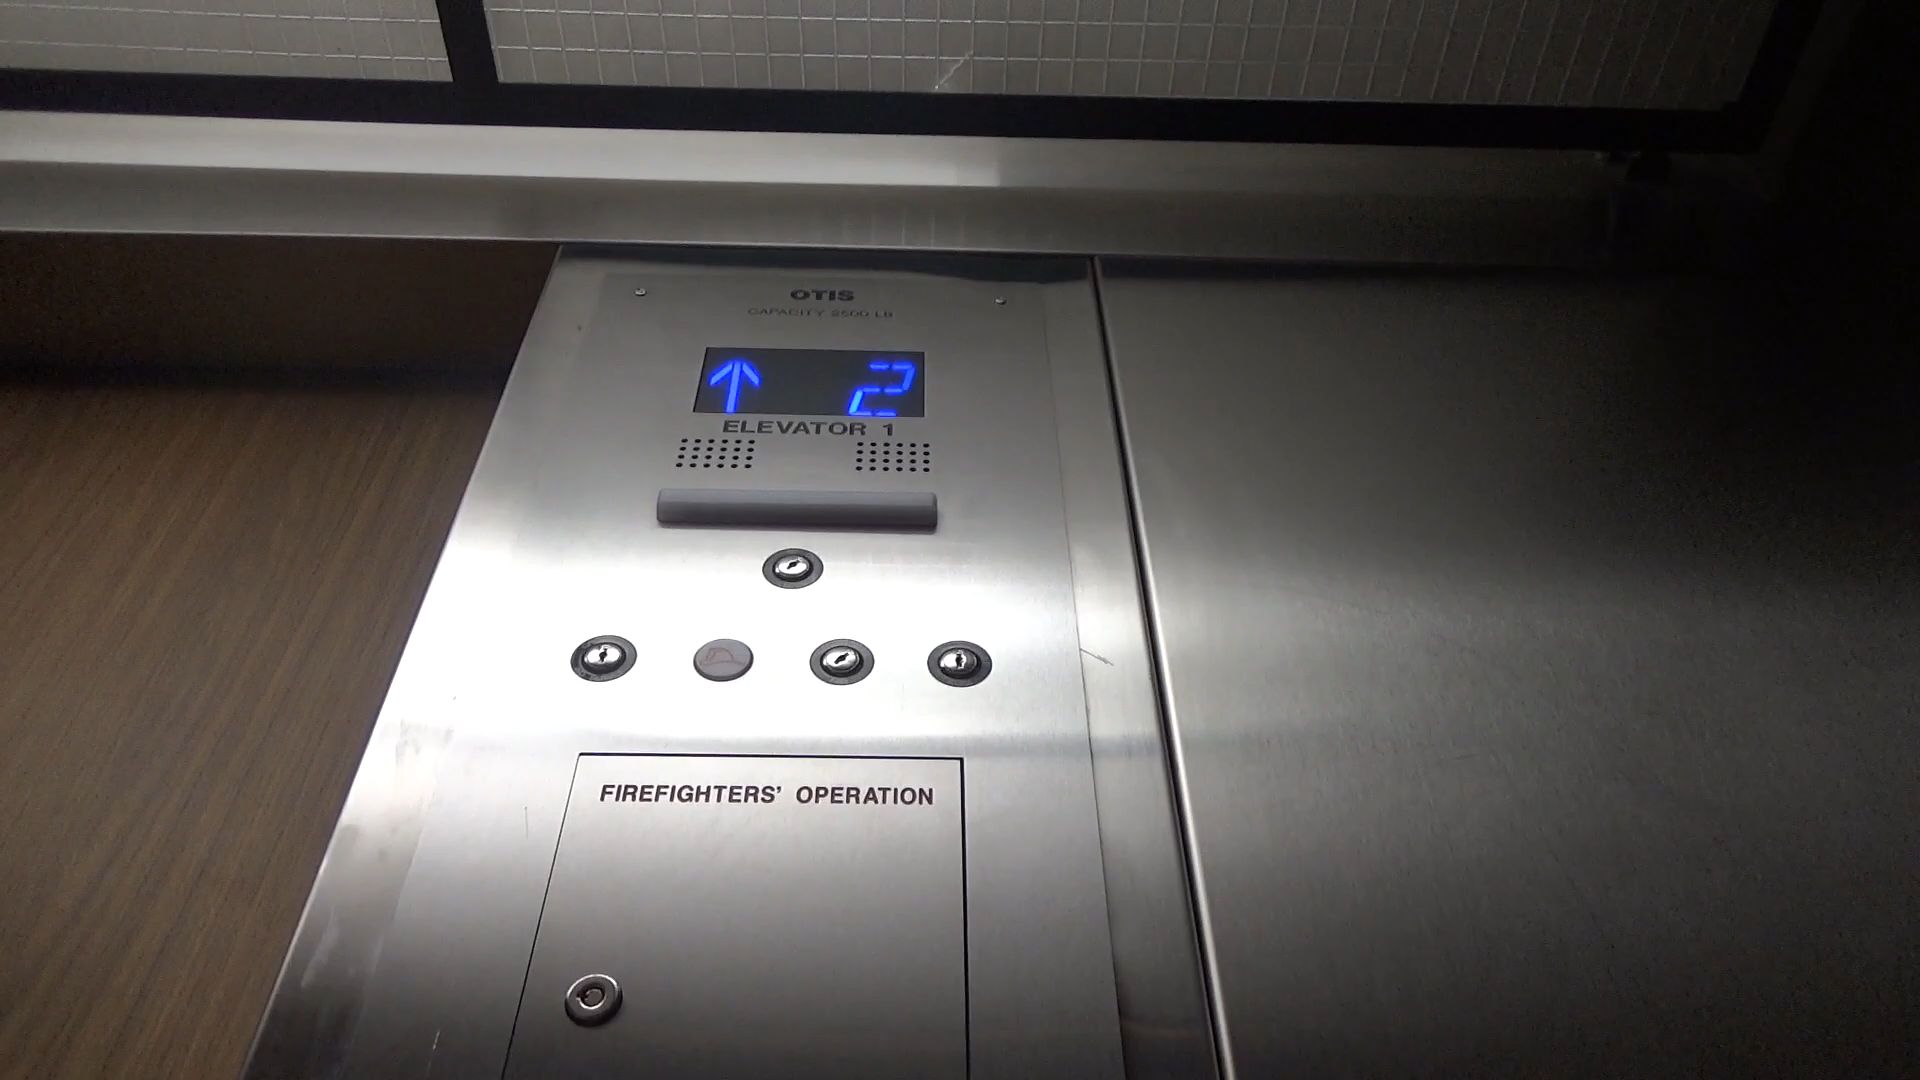 OTIS
CAPACITY 2500 LB
↑ 2
ELEVATOR 1
FIREFIGHTERS' OPERATION